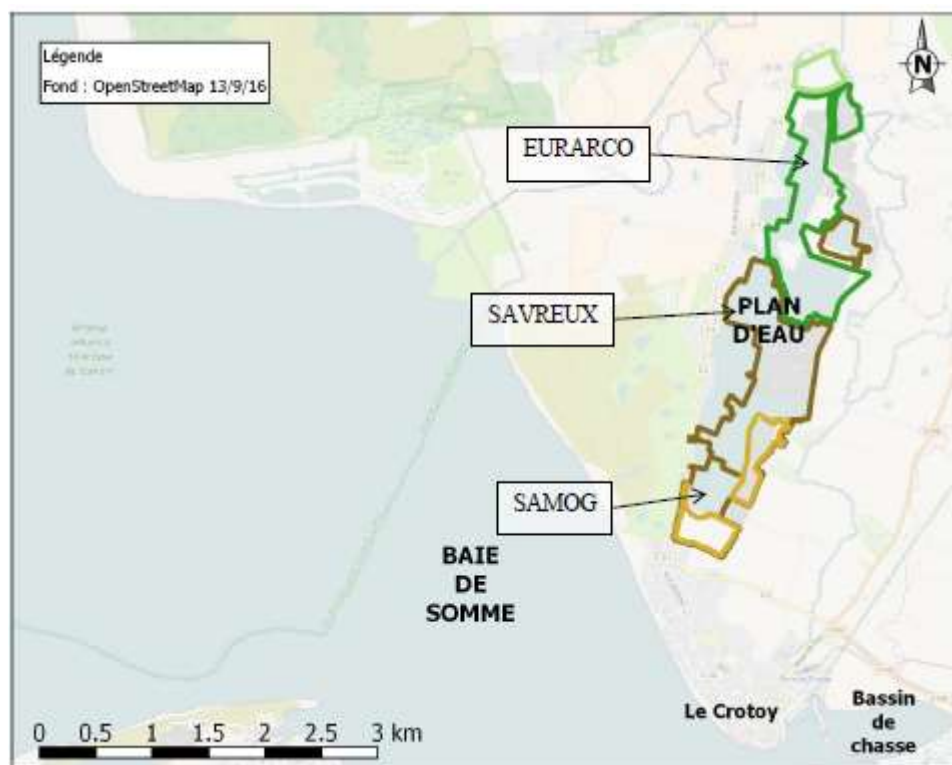 Légende
Fond : OpenStreetMap 13/9/16
N
EURARCO
SAVREUX
PLAN
D'EAU
SAMOG
BAIE
DE
SOMME
0 0.5 1 1.5 2 2.5 3 km
Le Crotoy
Bassin
de
chasse